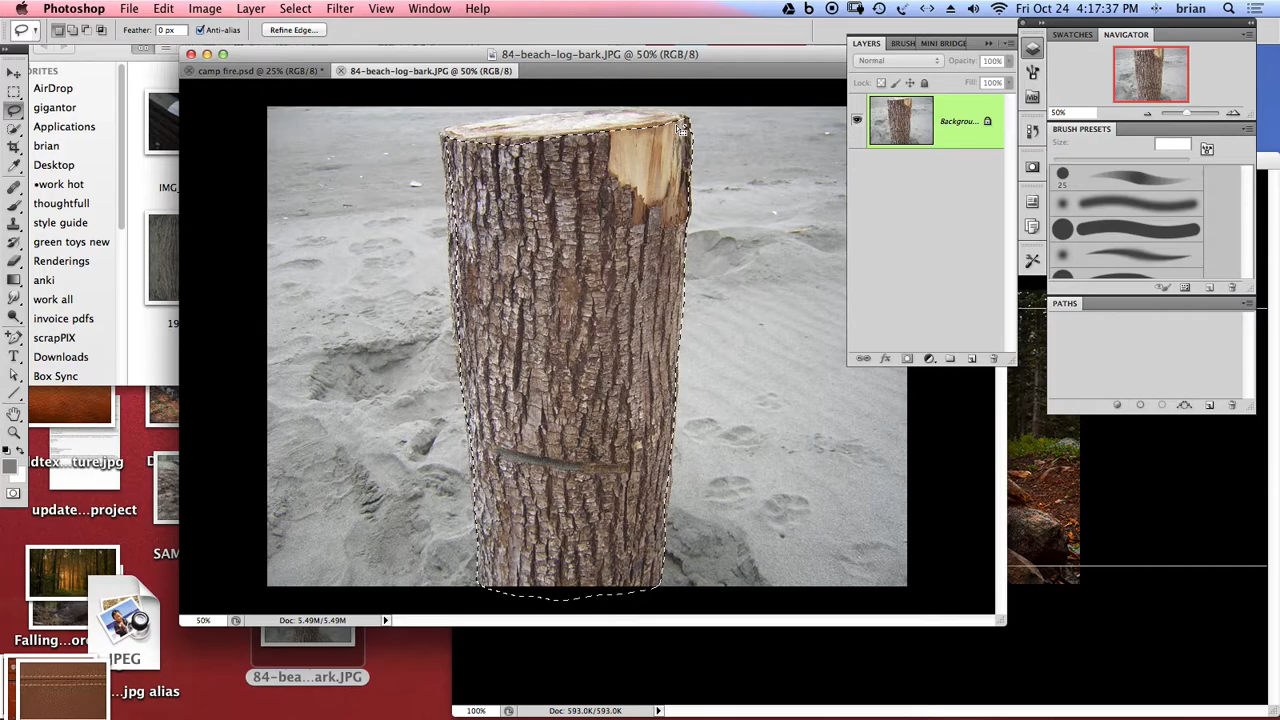 Photoshop File Edit Image Layer Select Filter View Window Help
Fri Oct 24 4:17:37 PM brian
Feather: 0 px Anti-alias Refine Edge...
84-beach-log-bark.JPG @ 50% (RGB/8)
camp fire.psd @ 25% (RGB/8) *
84-beach-log-bark.JPG @ 50% (RGB/8)
AirDrop
gigantor
Applications
brian
Desktop
•work hot
thoughtfull
style guide
green toys new
Renderings
anki
work all
invoice pdfs
scrapPIX
Downloads
Box Sync
LAYERS BRUSH MINI BRIDGE
Normal Opacity: 100%
Lock: Fill: 100%
Backgrou...
SWATCHES NAVIGATOR
50%
BRUSH PRESETS
Size:
25
PATHS
50% Doc: 5.49M/5.49M
100% Doc: 593.0K/593.0K
ldtex...ture.jpg
update...project
Falling...
JPEG
...jpg alias
84-bea...ark.JPG